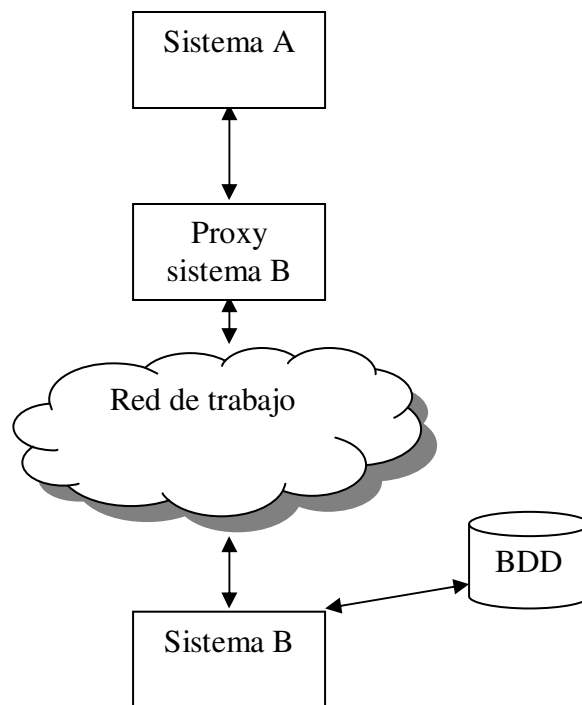 Sistema A
Proxy
sistema B
Red de trabajo
BDD
Sistema B